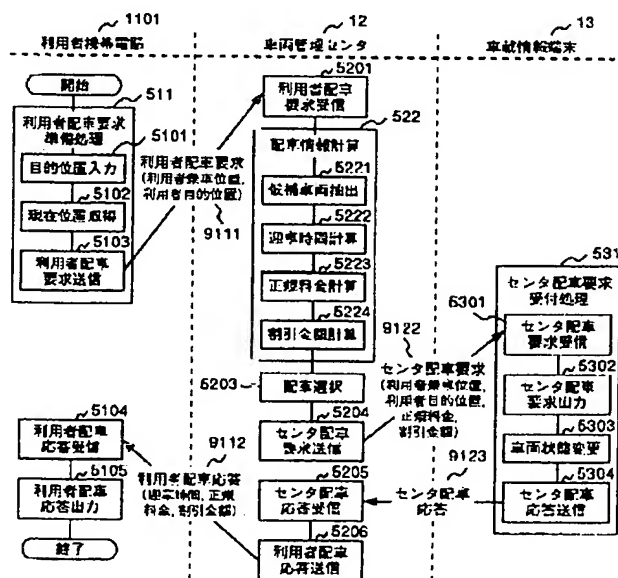 1101
利用者携帯電話
12
車両管理センタ
13
車載情報端末
開始
511
利用者配車要求
準備処理
5101
目的位置入力
5102
現在位置取得
5103
利用者配車
要求送信
利用者配車要求
(利用者乗車位置,
利用者目的位置)
9111
5201
利用者配車
要求受信
522
配車情報計算
5221
候補車両抽出
5222
迎車時間計算
5223
正規料金計算
5224
割引金額計算
5203
配車選択
5204
センタ配車
要求送信
9122
センタ配車要求
(利用者乗車位置,
利用者目的位置,
正規料金,
割引金額)
531
センタ配車要求
受付処理
5301
センタ配車
要求受信
5302
センタ配車
要求出力
5303
車両状態変更
5304
センタ配車
応答送信
9123
センタ配車
応答
5205
センタ配車
応答受信
5206
利用者配車
応答送信
9112
利用者配車応答
(迎車時間,正規
料金,割引金額)
5104
利用者配車
応答受信
5105
利用者配車
応答出力
終了